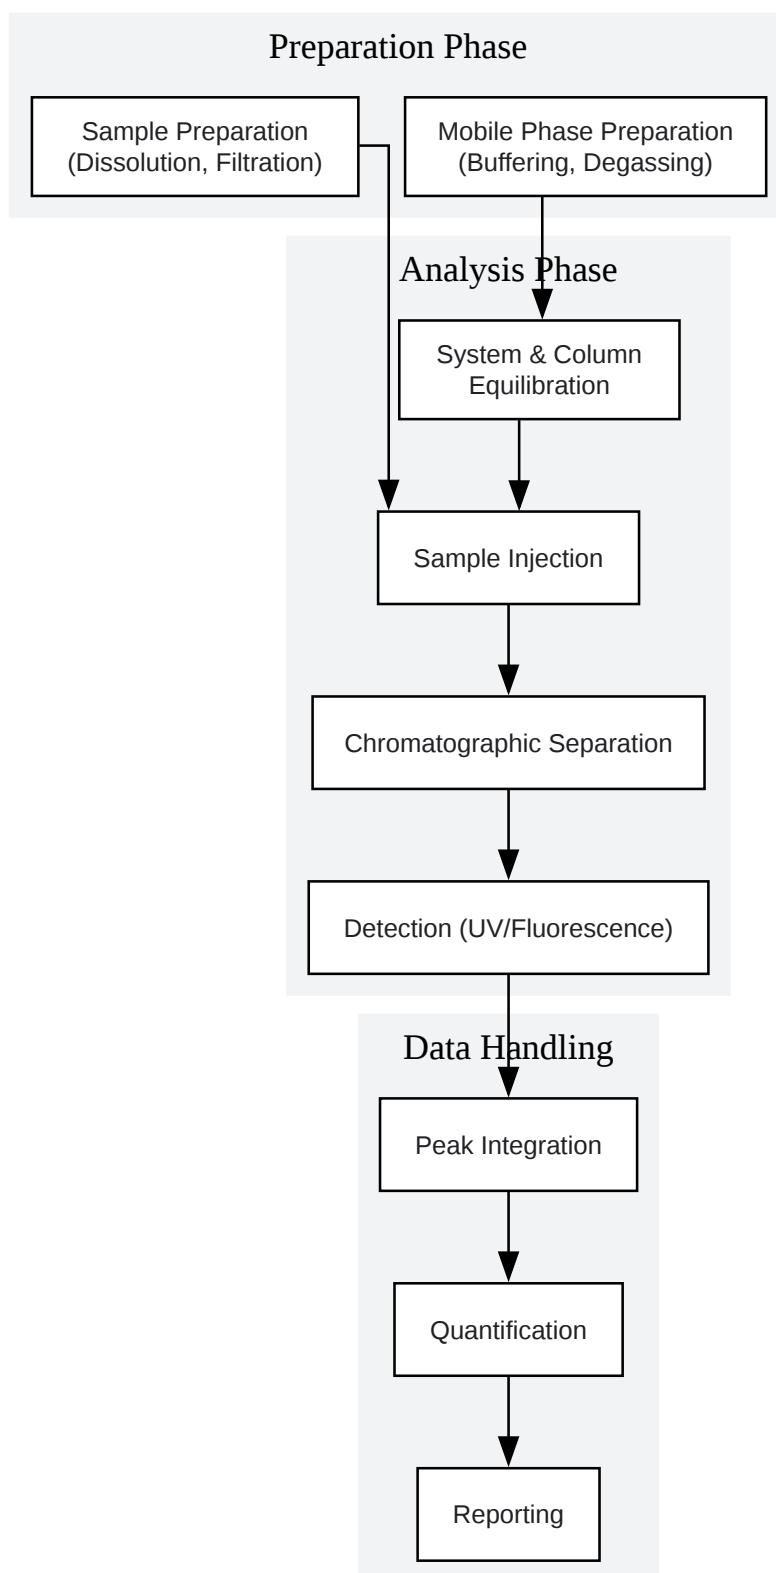 Preparation Phase
Sample Preparation
(Dissolution, Filtration)
Mobile Phase Preparation
(Buffering, Degassing)
Analysis Phase
System & Column
Equilibration
Sample Injection
Chromatographic Separation
Detection (UV/Fluorescence)
Data Handling
Peak Integration
Quantification
Reporting